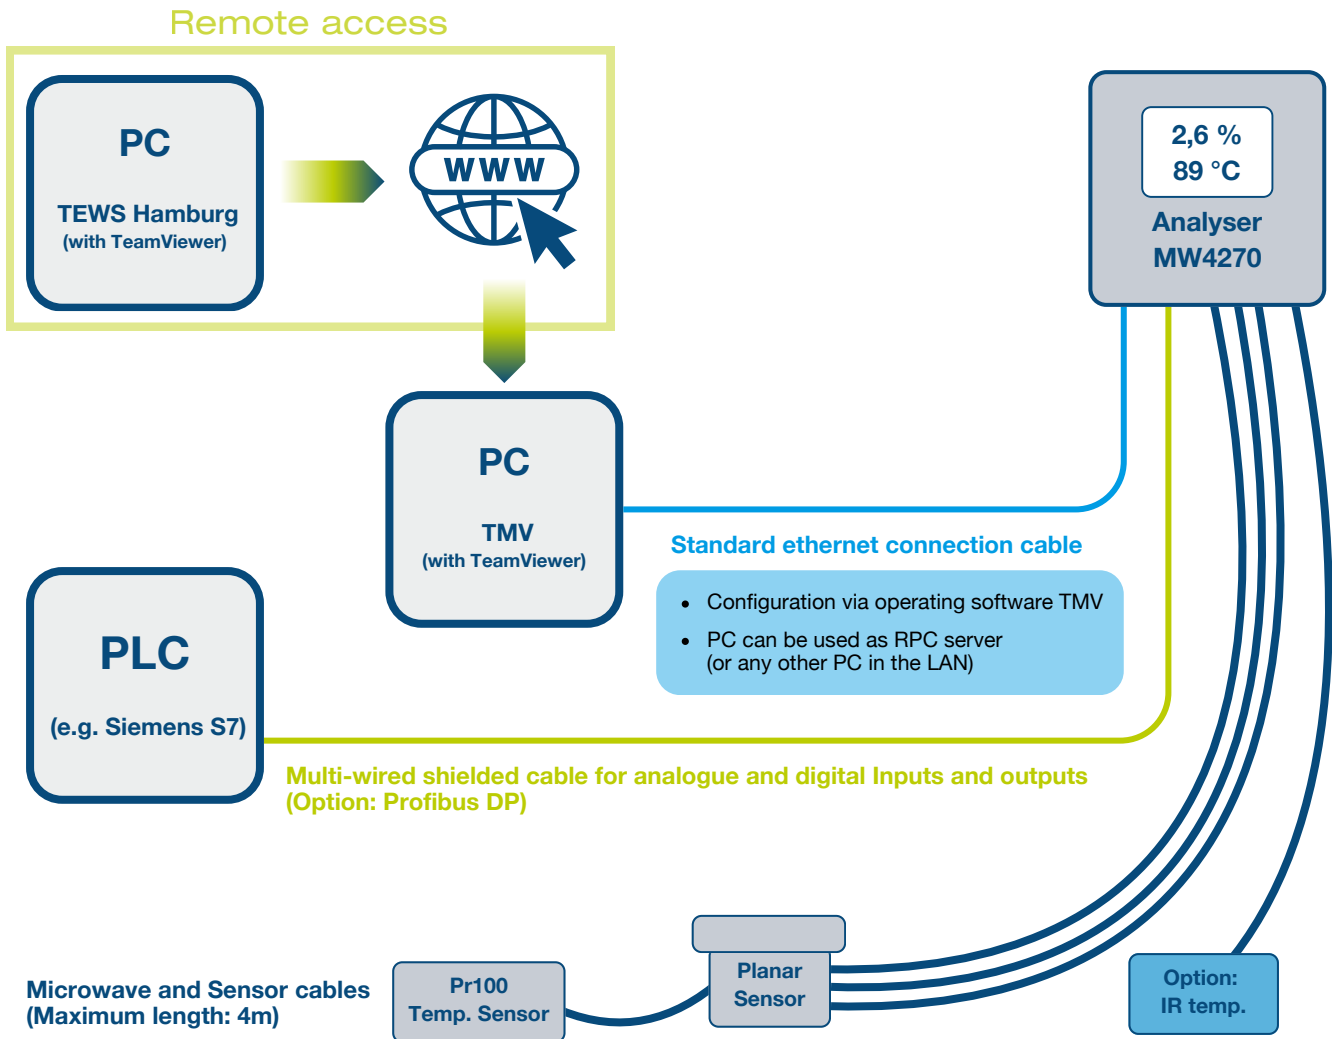 Remote access
PC
TEWS Hamburg
(with TeamViewer)
WWW
2,6 %
89 °C
Analyser
MW4270
PC
TMV
(with TeamViewer)
Standard ethernet connection cable
• Configuration via operating software TMV
• PC can be used as RPC server
(or any other PC in the LAN)
PLC
(e.g. Siemens S7)
Multi-wired shielded cable for analogue and digital Inputs and outputs
(Option: Profibus DP)
Microwave and Sensor cables
(Maximum length: 4m)
Pr100
Temp. Sensor
Planar
Sensor
Option:
IR temp.